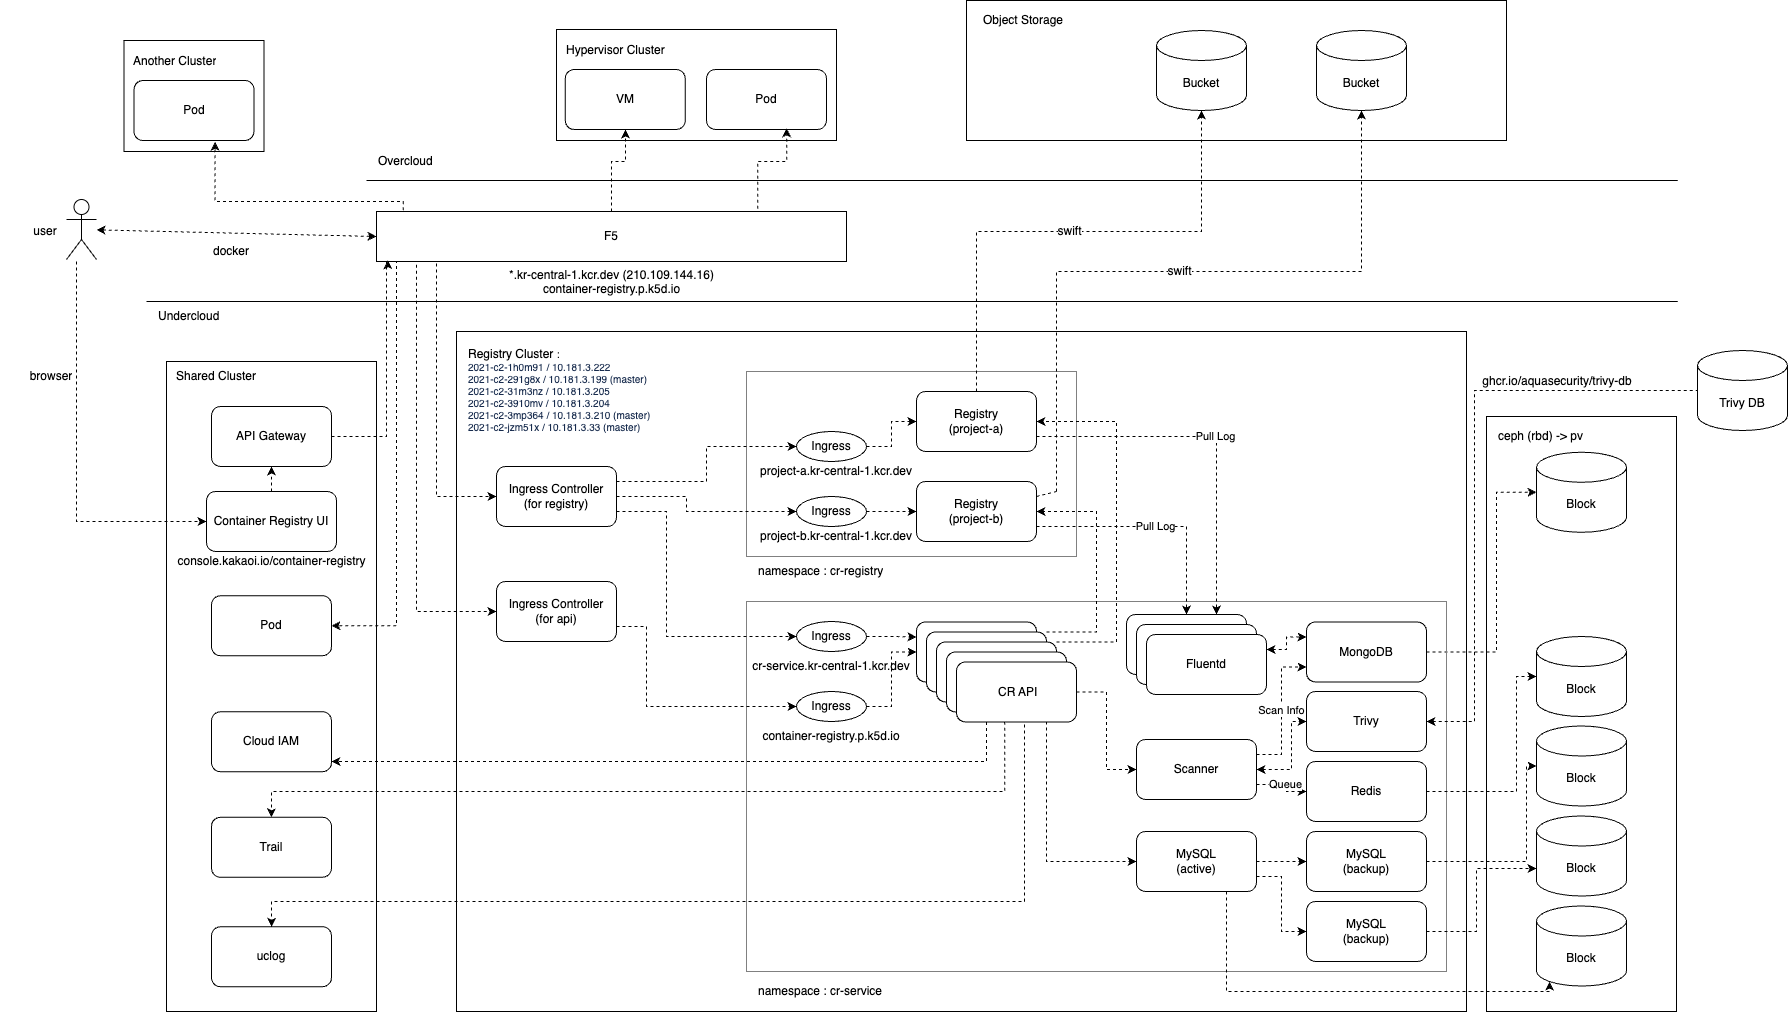 Object Storage
Bucket
Bucket
Hypervisor Cluster
VM
Pod
Another Cluster
Pod
Overcloud
user
docker
F5
swift
swift
*.kr-central-1.kcr.dev (210.109.144.16)
container-registry.p.k5d.io
Undercloud
browser
Shared Cluster
API Gateway
Container Registry UI
console.kakaoi.io/container-registry
Pod
Cloud IAM
Trail
uclog
Registry Cluster :
2021-c2-1h0m91 / 10.181.3.222
2021-c2-291g8x / 10.181.3.199 (master)
2021-c2-31m3nz / 10.181.3.205
2021-c2-3910mv / 10.181.3.204
2021-c2-3mp364 / 10.181.3.210 (master)
2021-c2-jzm51x / 10.181.3.33 (master)
Ingress Controller
(for registry)
Ingress Controller
(for api)
Ingress
project-a.kr-central-1.kcr.dev
Registry
(project-a)
Pull Log
Ingress
project-b.kr-central-1.kcr.dev
Registry
(project-b)
Pull Log
namespace : cr-registry
Ingress
cr-service.kr-central-1.kcr.dev
Ingress
container-registry.p.k5d.io
CR API
Fluentd
MongoDB
Scan Info
Trivy
Scanner
Queue
Redis
MySQL
(active)
MySQL
(backup)
MySQL
(backup)
namespace : cr-service
ghcr.io/aquasecurity/trivy-db
Trivy DB
ceph (rbd) -> pv
Block
Block
Block
Block
Block